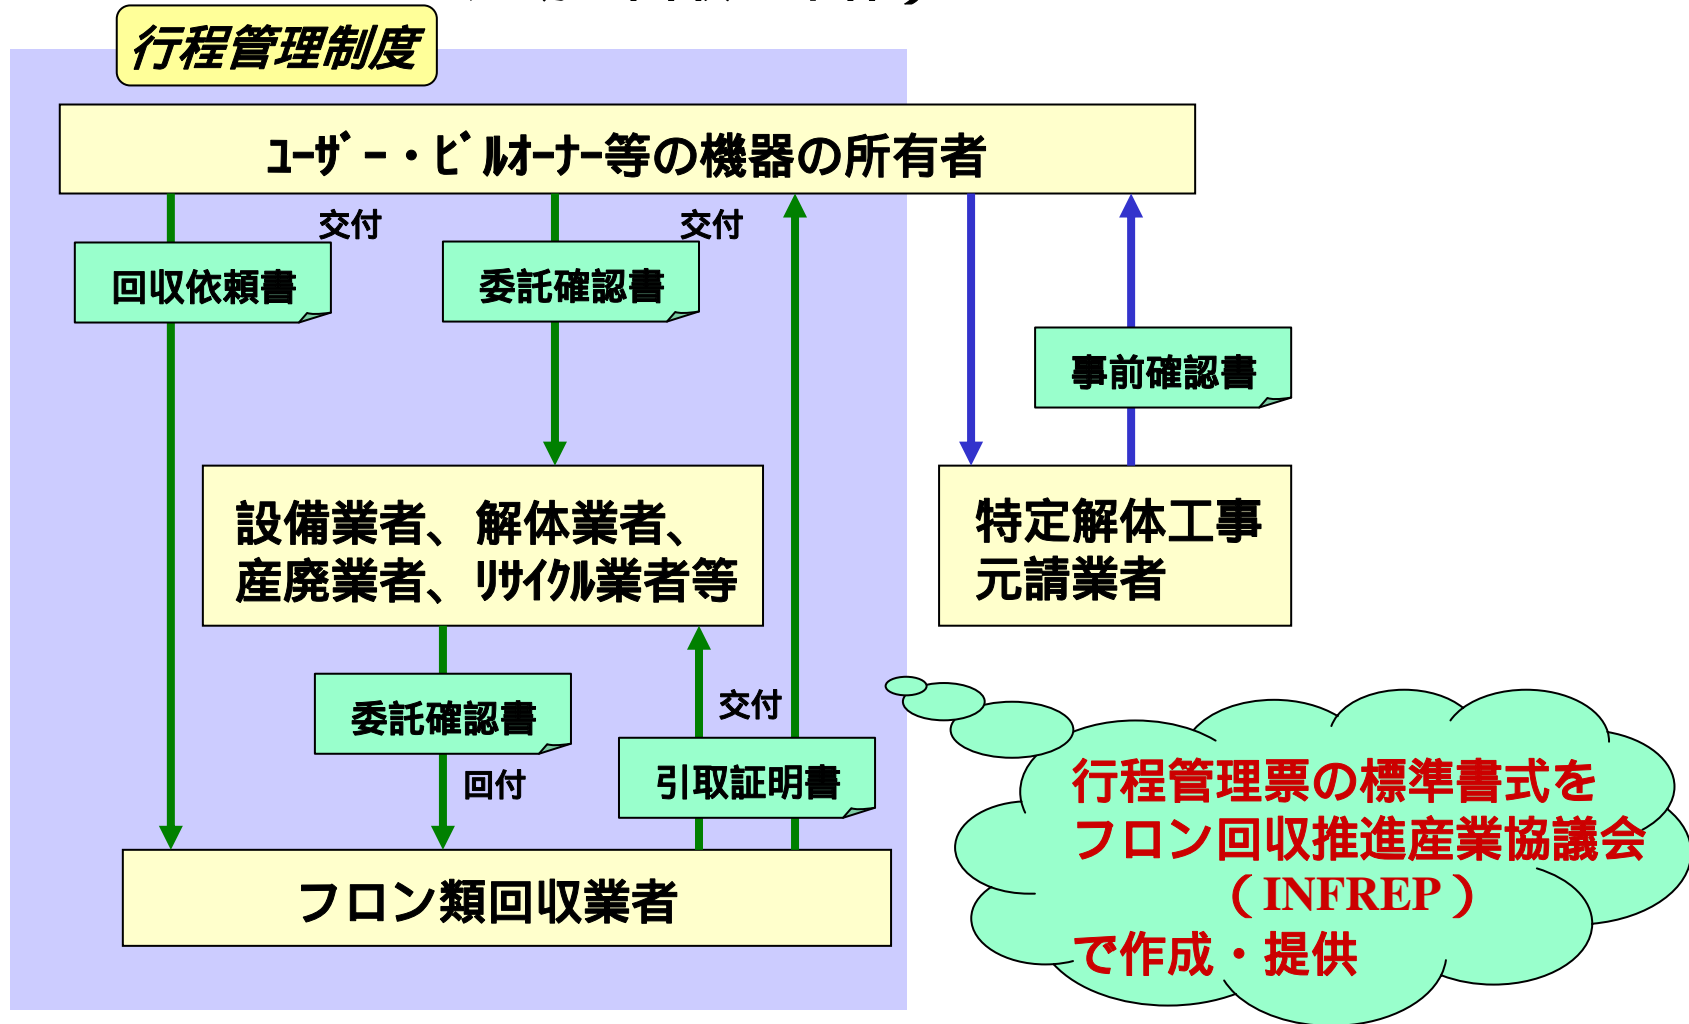 行程管理制度
ﾕｰｻﾞｰ・ﾋﾞﾙｵｰﾅｰ等の機器の所有者
交付
交付
回収依頼書
委託確認書
事前確認書
設備業者、解体業者、
産廃業者、ﾘｻｲｸﾙ業者等
特定解体工事
元請業者
委託確認書
回付
交付
引取証明書
フロン類回収業者
行程管理票の標準書式を
フロン回収推進産業協議会
（INFREP）
で作成・提供